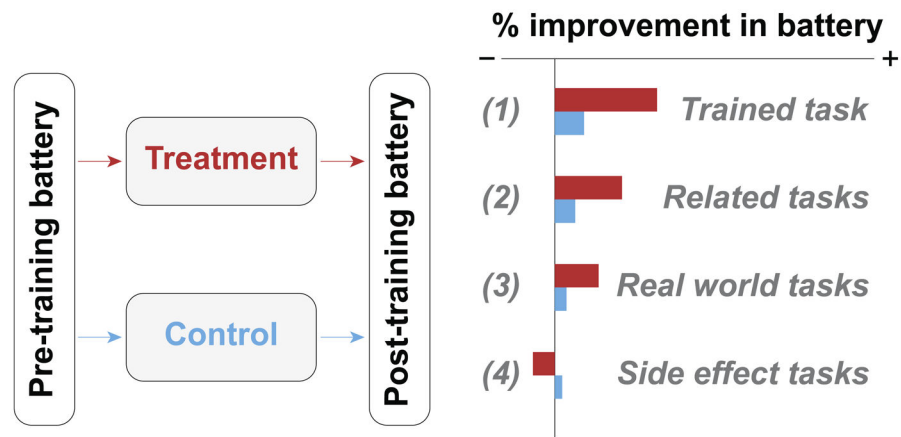 Pre-training battery
Treatment
Control
Post-training battery
% improvement in battery
− +
(1) Trained task
(2) Related tasks
(3) Real world tasks
(4) Side effect tasks